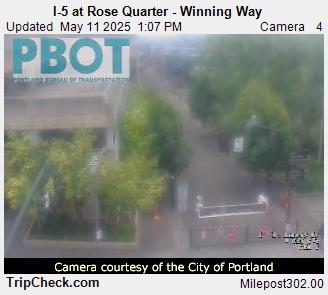 I-5 at Rose Quarter - Winning Way
Updated May 11 2025 1:07 PM Camera 4
PBOT
PORTLAND BUREAU OF TRANSPORTATION
Camera courtesy of the City of Portland
TripCheck.com Milepost302.00